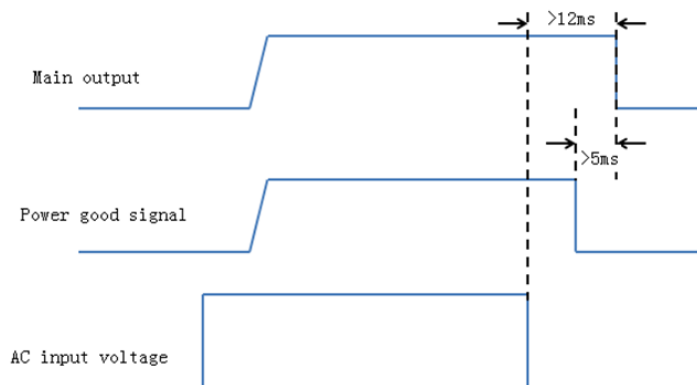 >12ms
Main output
>5ms
Power good signal
AC input voltage